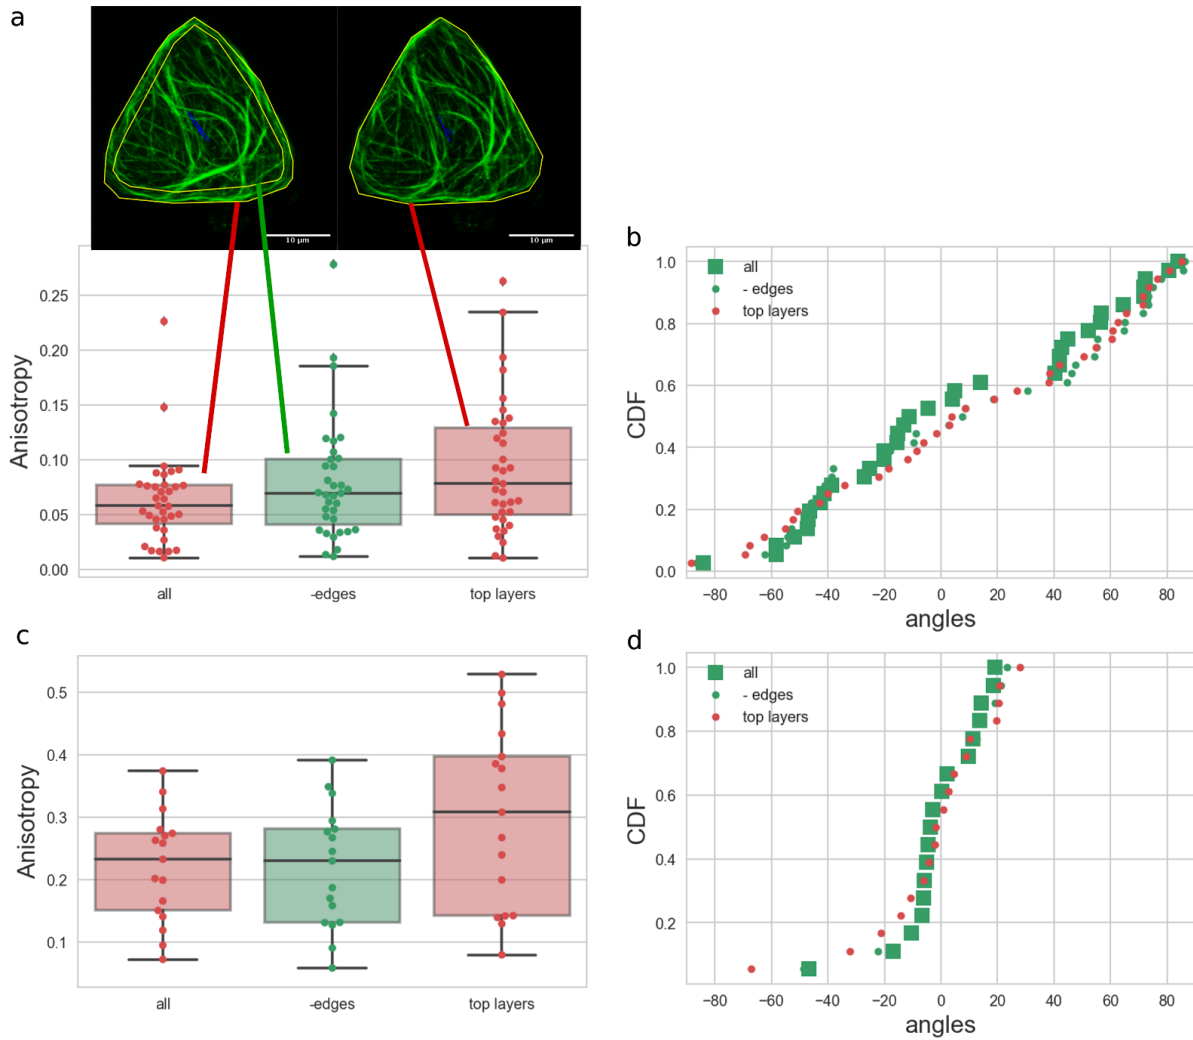 a
10 μm
10 μm
Anisotropy
0.25
0.20
0.15
0.10
0.05
0.00
all
-edges
top layers
b
all
- edges
top layers
CDF
1.0
0.8
0.6
0.4
0.2
0.0
−80
−60
−40
−20
0
20
40
60
80
angles
c
Anisotropy
0.5
0.4
0.3
0.2
0.1
all
-edges
top layers
d
all
- edges
top layers
CDF
1.0
0.8
0.6
0.4
0.2
−80
−60
−40
−20
0
20
40
60
80
angles